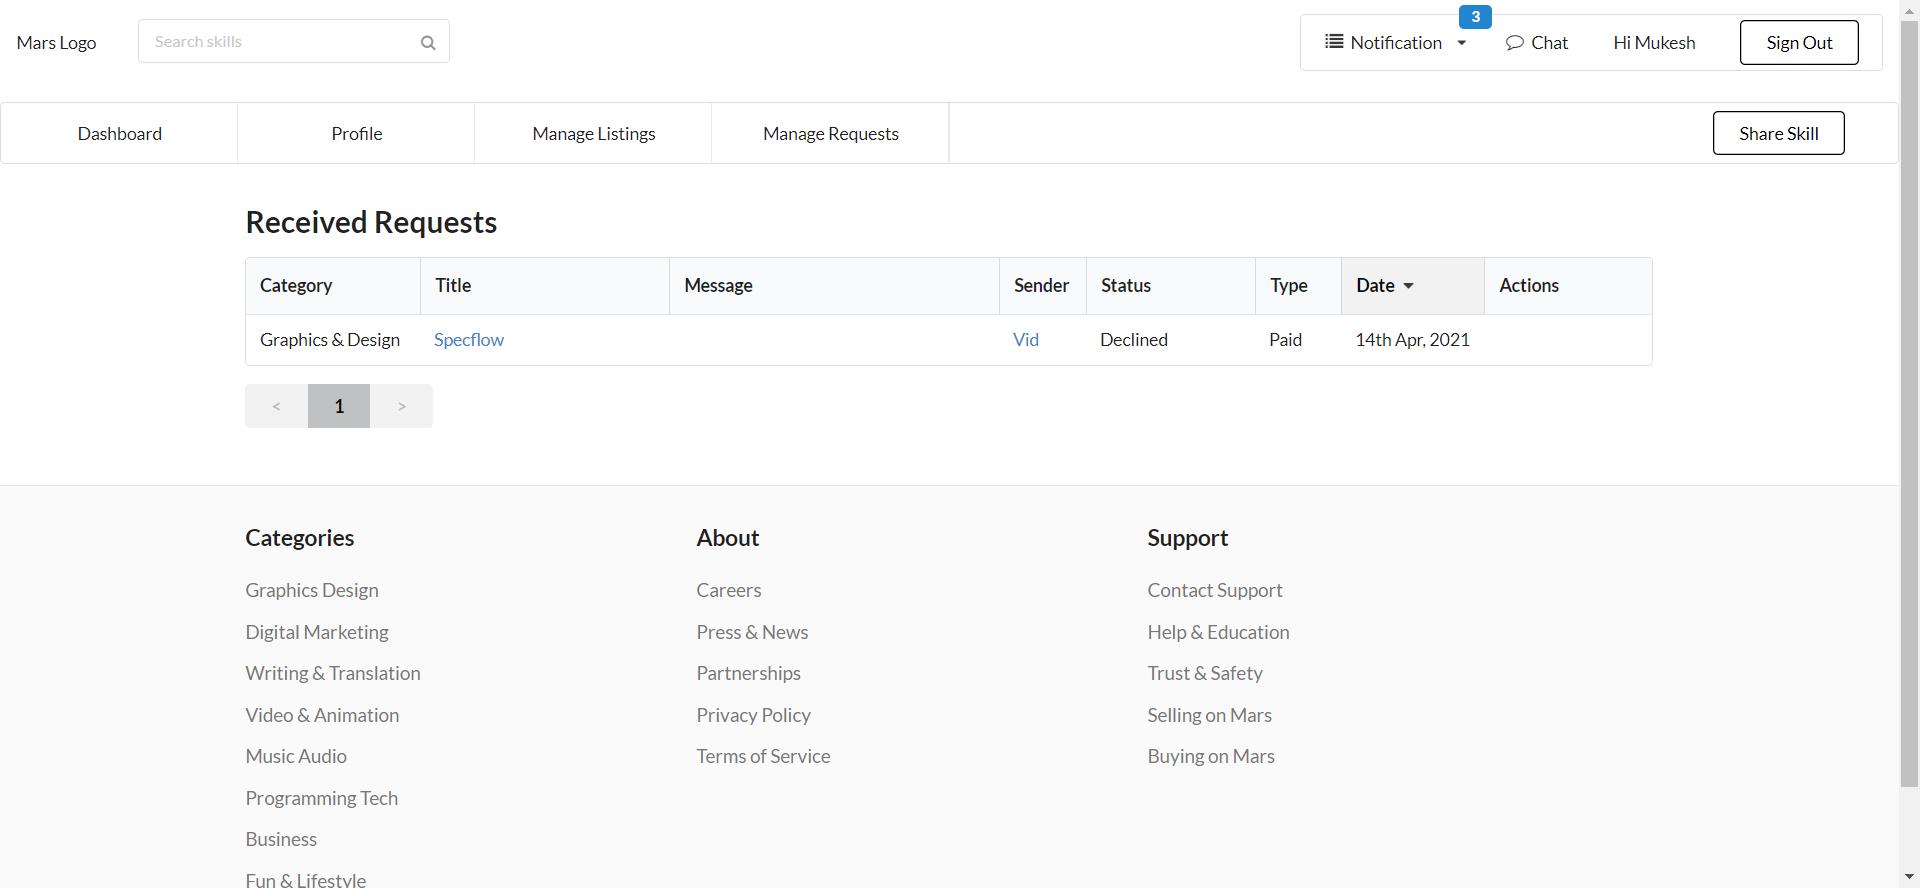 Mars Logo
Search skills
3
Notification
Chat
Hi Mukesh
Sign Out
Dashboard
Profile
Manage Listings
Manage Requests
Share Skill
Received Requests
Category Title Message Sender Status Type Date Actions
Graphics & Design Specflow Vid Declined Paid 14th Apr, 2021
< 1 >
Categories
Graphics Design
Digital Marketing
Writing & Translation
Video & Animation
Music Audio
Programming Tech
Business
Fun & Lifestyle
About
Careers
Press & News
Partnerships
Privacy Policy
Terms of Service
Support
Contact Support
Help & Education
Trust & Safety
Selling on Mars
Buying on Mars